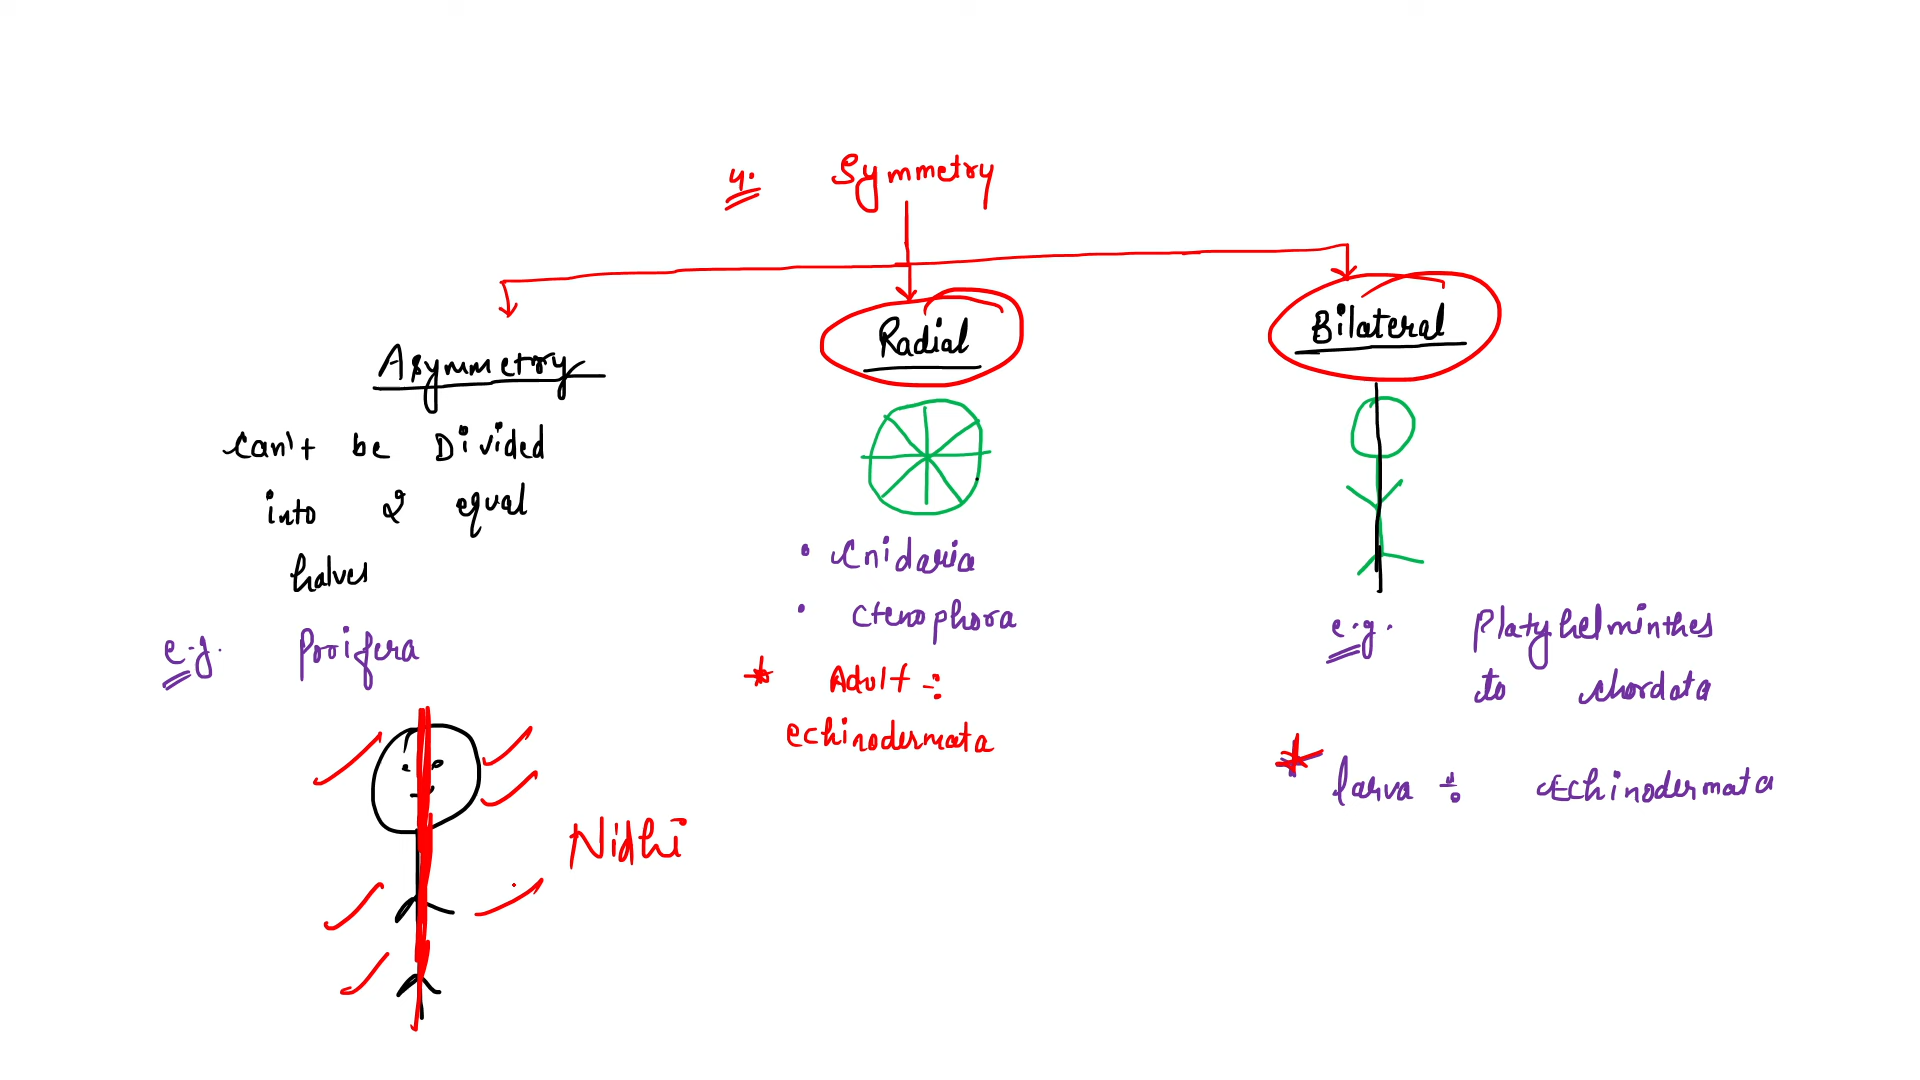 4. Symmetry
Asymmetry
can't be Divided
into 2 equal
halves
e.g. Porifera
Nidhi
Radial
• Cnidaria
• Ctenophora
* Adult :-
echinodermata
Bilateral
e.g. Platyhelminthes
to chordata
* larva ÷ Echinodermata